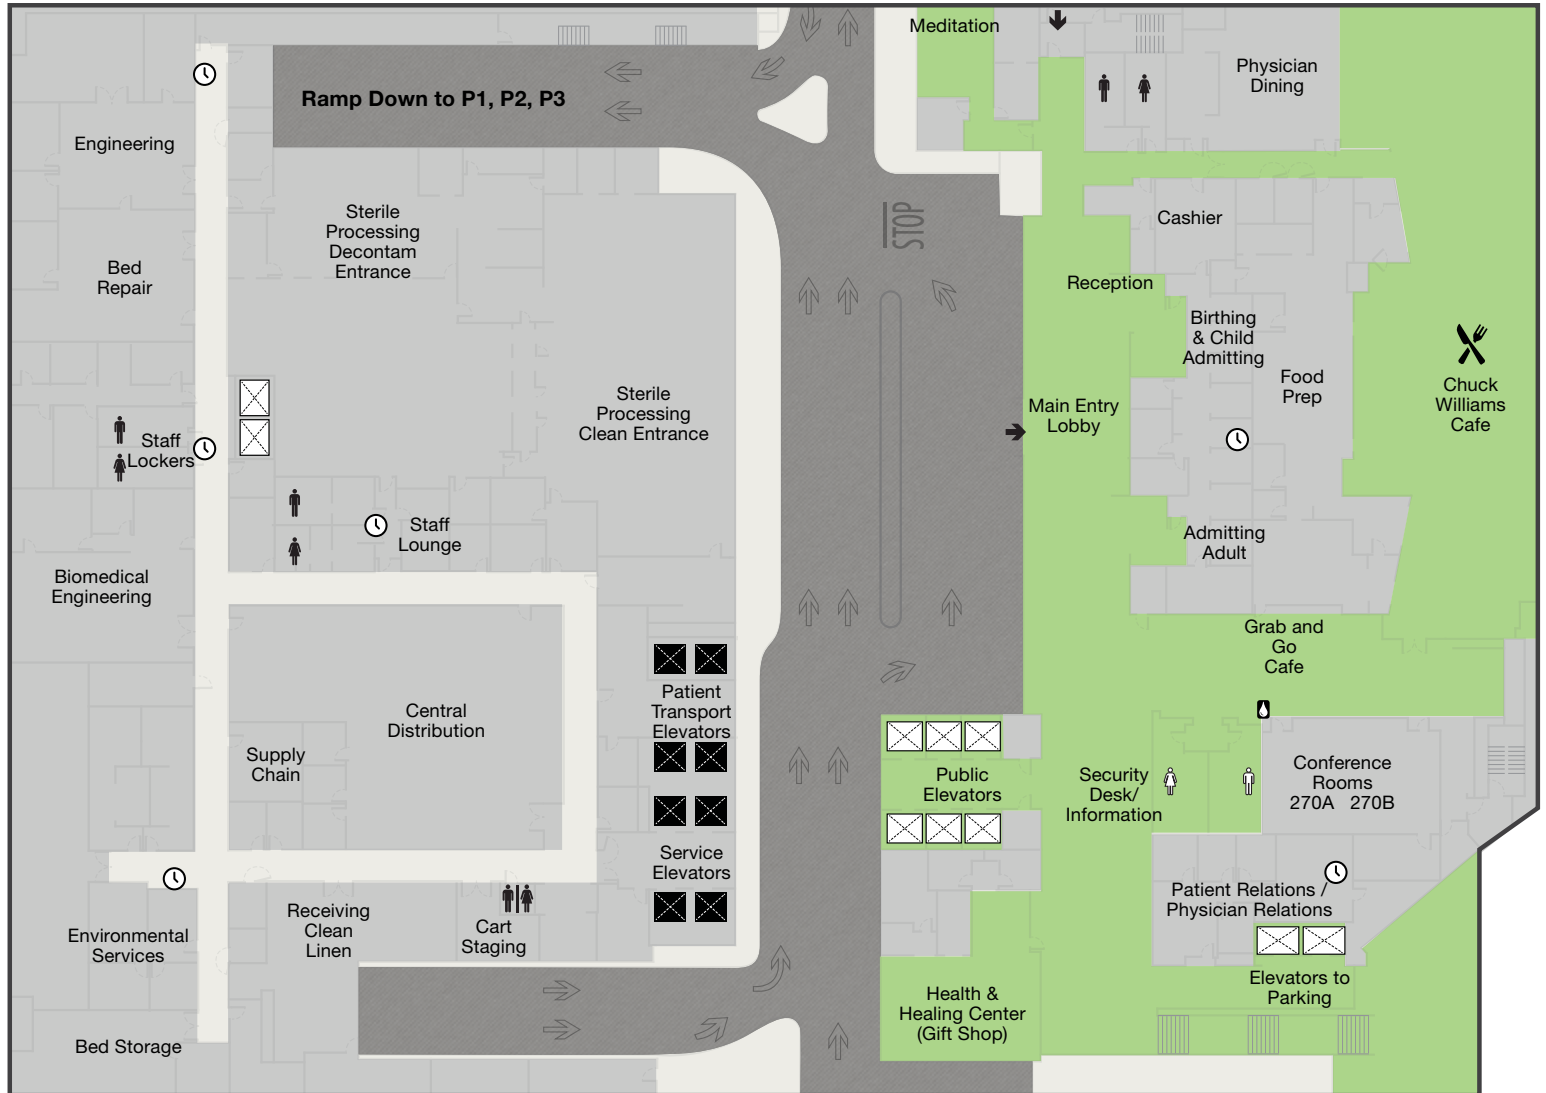 Meditation
Physician
Dining
Ramp Down to P1, P2, P3
Engineering
Sterile
Processing
Decontam
Entrance
STOP
Cashier
Bed
Repair
Reception
Birthing
& Child
Admitting
Food
Prep
Chuck
Williams
Cafe
Sterile
Processing
Clean Entrance
Main Entry
Lobby
Staff
Lockers
Staff
Lounge
Admitting
Adult
Biomedical
Engineering
Grab and
Go
Cafe
Patient
Transport
Elevators
Central
Distribution
Supply
Chain
Public
Elevators
Security
Desk/
Information
Conference
Rooms
270A 270B
Service
Elevators
Patient Relations /
Physician Relations
Receiving
Clean
Linen
Cart
Staging
Environmental
Services
Elevators to
Parking
Health &
Healing Center
(Gift Shop)
Bed Storage